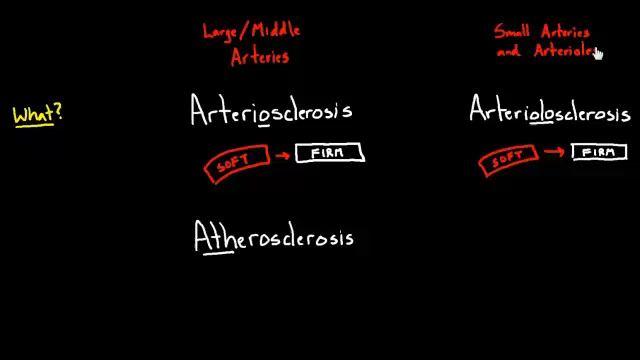 Large/Middle
Arteries
Small Arteries
and Arterioles
What?
Arteriosclerosis
Arteriolosclerosis
SOFT → FIRM
SOFT → FIRM
Atherosclerosis